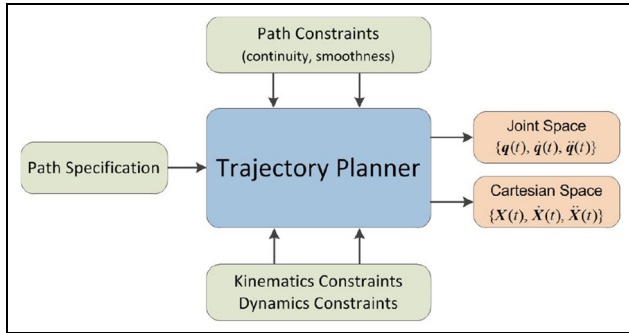 Path Constraints
(continuity, smoothness)
Path Specification
Trajectory Planner
Joint Space
{q(t), q̇(t), q̈(t)}
Cartesian Space
{X(t), Ẋ(t), Ẍ(t)}
Kinematics Constraints
Dynamics Constraints